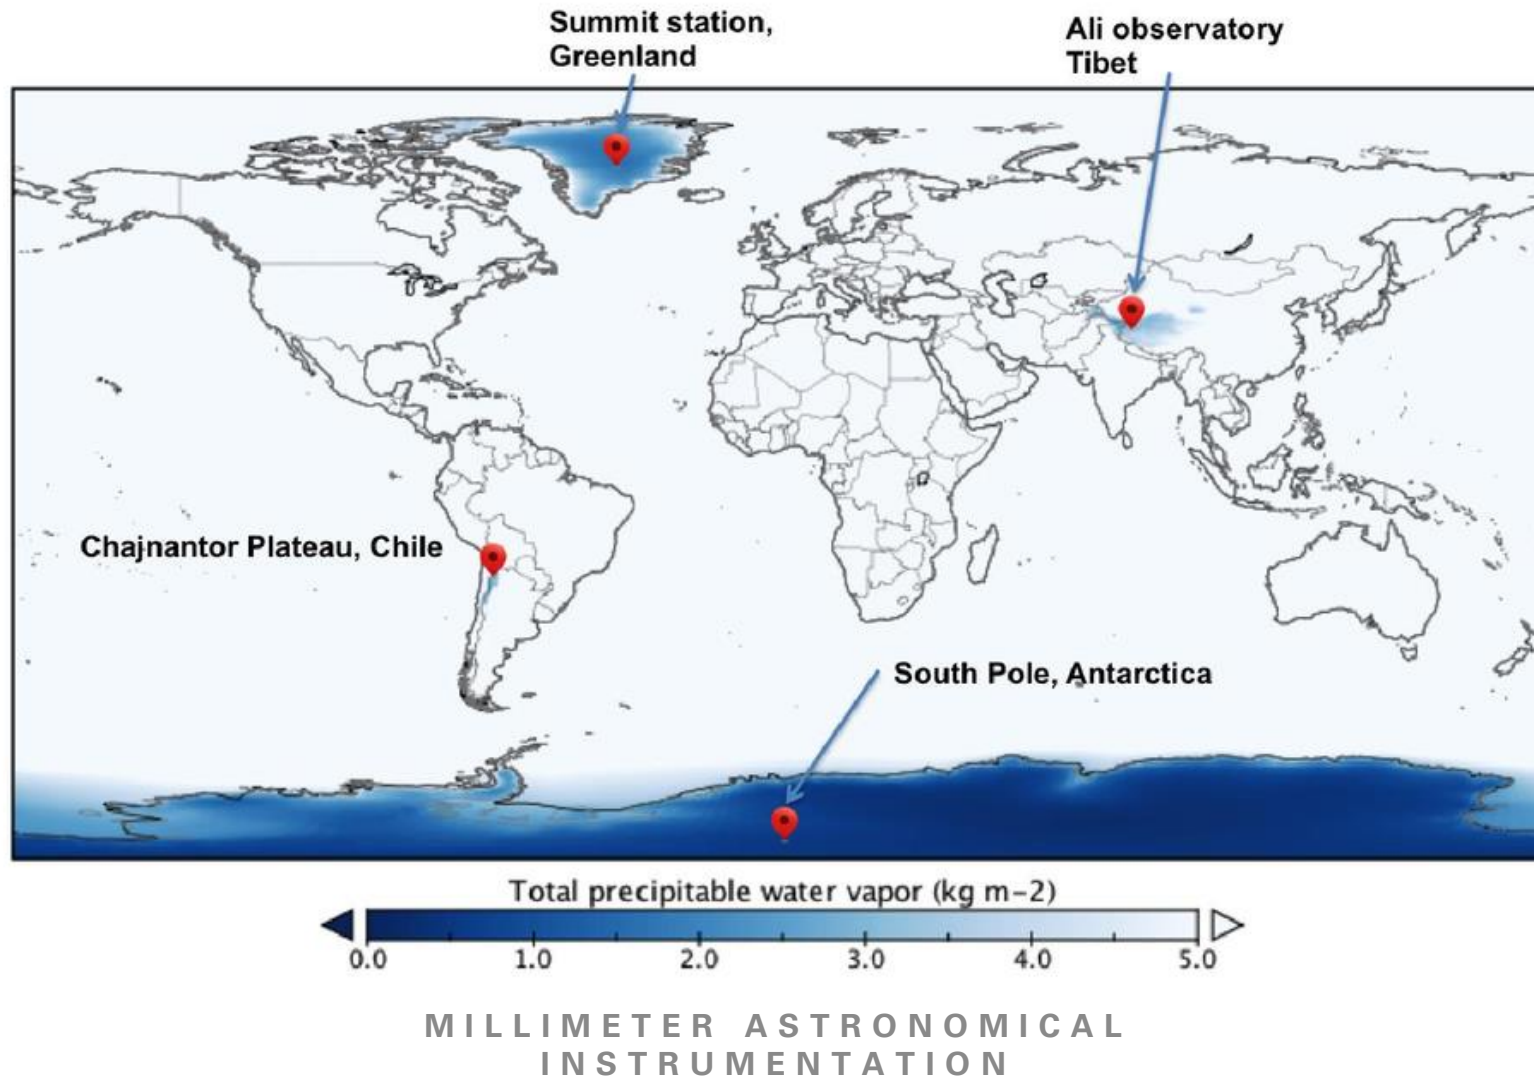 Summit station,
Greenland
Ali observatory
Tibet
Chajnantor Plateau, Chile
South Pole, Antarctica
Total precipitable water vapor (kg m-2)
0.0 1.0 2.0 3.0 4.0 5.0
MILLIMETER ASTRONOMICAL
INSTRUMENTATION